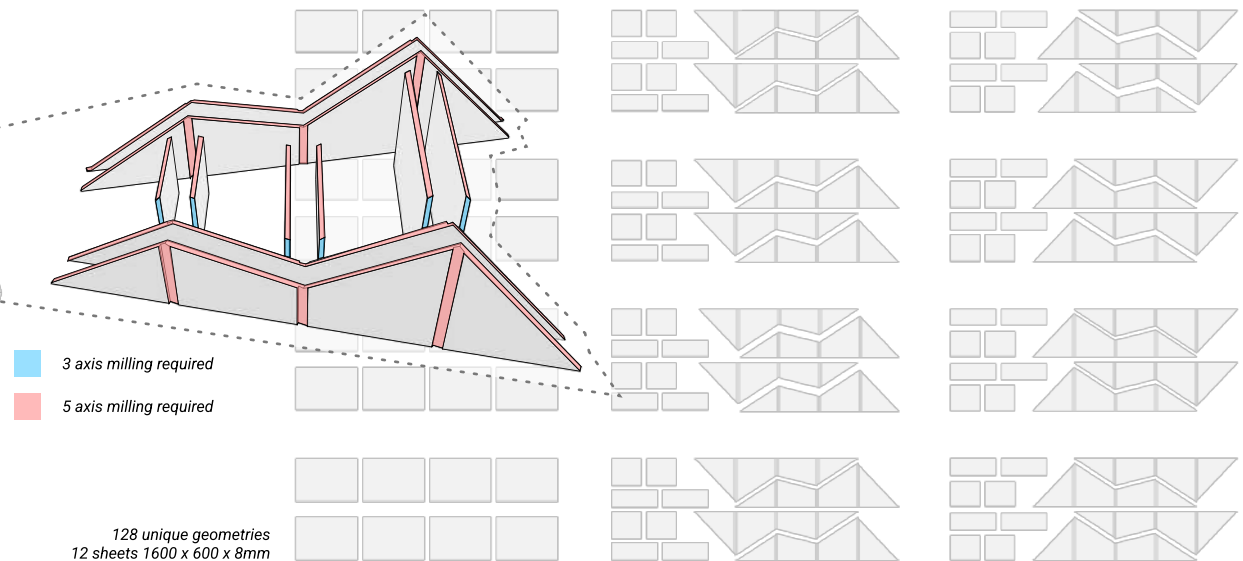 3 axis milling required
5 axis milling required
128 unique geometries
12 sheets 1600 x 600 x 8mm